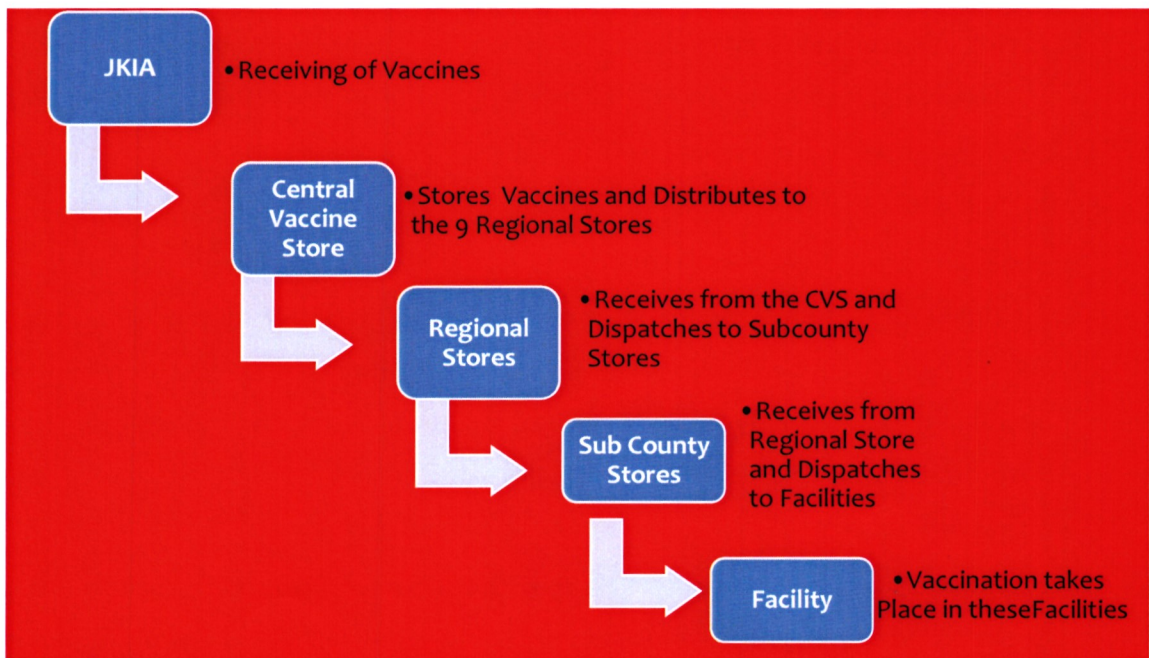 JKIA
•Receiving of Vaccines
Central
Vaccine
Store
•Stores Vaccines and Distributes to
the 9 Regional Stores
Regional
Stores
•Receives from the CVS and
Dispatches to Subcounty
Stores
Sub County
Stores
•Receives from
Regional Store
and Dispatches
to Facilities
Facility
•Vaccination takes
Place in theseFacilities